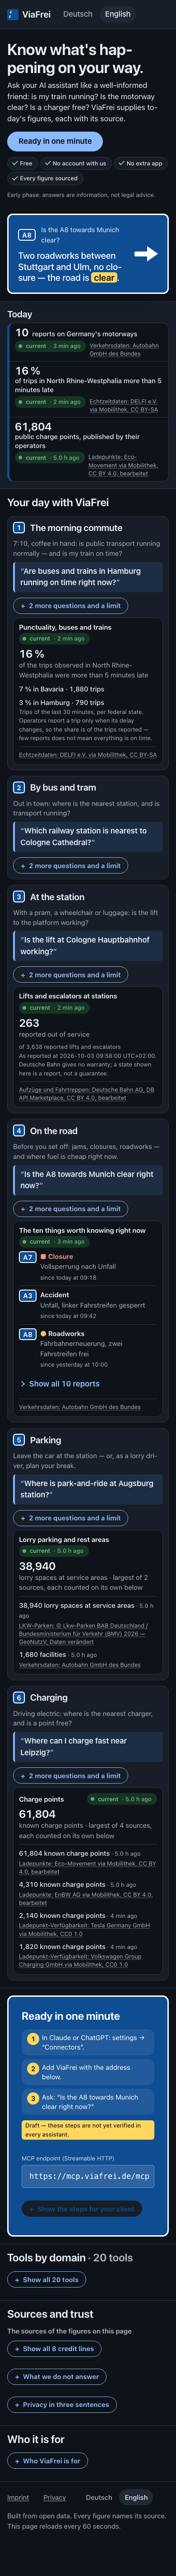 ViaFrei Deutsch English
Know what's hap-
pening on your way.
Ask your AI assistant like a well-informed
friend: is my train running? Is the motorway
clear? Is a charger free? ViaFrei supplies to-
day's figures, each with its source.
Ready in one minute
Free No account with us No extra app
Every figure sourced
Early phase: answers are information, not legal advice.
A8 Is the A8 towards Munich
clear?
Two roadworks between
Stuttgart and Ulm, no clo-
sure — the road is clear.
Today
10 reports on Germany's motorways
current · 3 min ago Verkehrsdaten: Autobahn
GmbH des Bundes
16 %
of trips in North Rhine-Westphalia more than 5 minutes
late
current · 2 min ago Echtzeitdaten: DELFI e.V.
via Mobilithek, CC BY-SA
61,804
public charge points, published by their
operators
current · 5.0 h ago Ladepunkte: Eco-
Movement via Mobilithek,
CC BY 4.0, bearbeitet
Your day with ViaFrei
1 The morning commute
7:10, coffee in hand: is public transport running
normally — and is my train on time?
"Are buses and trains in Hamburg
running on time right now?"
+ 2 more questions and a limit
Punctuality, buses and trains
current · 2 min ago
16 %
of the trips observed in North Rhine-
Westphalia were more than 5 minutes late
7 % in Bavaria · 1,880 trips
3 % in Hamburg · 790 trips
Trips of the last 30 minutes, per federal state.
Operators report a trip only when its delay
changes, so this is the share of trips reported —
few reports does not mean everything is on time.
Echtzeitdaten: DELFI e.V. via Mobilithek, CC BY-SA
2 By bus and tram
Out in town: where is the nearest station, and is
transport running?
"Which railway station is nearest to
Cologne Cathedral?"
+ 2 more questions and a limit
3 At the station
With a pram, a wheelchair or luggage: is the lift
to the platform working?
"Is the lift at Cologne Hauptbahnhof
working?"
+ 2 more questions and a limit
Lifts and escalators at stations
current · 2 min ago
263
reported out of service
of 3,638 reported lifts and escalators
As reported at 2026-10-03 09:58:00 UTC+02:00.
Deutsche Bahn gives no warranty; a state shown
here is a report, not a guarantee.
Aufzüge und Fahrtreppen: Deutsche Bahn AG, DB
API Marketplace, CC BY 4.0, bearbeitet
4 On the road
Before you set off: jams, closures, roadworks —
and where fuel is cheap right now.
"Is the A8 towards Munich clear right
now?"
+ 2 more questions and a limit
The ten things worth knowing right now
current · 3 min ago
A7 Closure
Vollsperrung nach Unfall
since today at 09:18
A3 Accident
Unfall, linker Fahrstreifen gesperrt
since today at 09:42
A8 Roadworks
Fahrbahnerneuerung, zwei
Fahrstreifen frei
since yesterday at 10:00
Show all 10 reports
Verkehrsdaten: Autobahn GmbH des Bundes
5 Parking
Leave the car at the station — or, as a lorry dri-
ver, plan your break.
"Where is park-and-ride at Augsburg
station?"
+ 2 more questions and a limit
Lorry parking and rest areas
current · 5.0 h ago
38,940
lorry spaces at service areas · largest of 2
sources, each counted on its own below
38,940 lorry spaces at service areas · 5.0 h
ago
LKW-Parken: © Lkw-Parken BAB Deutschland /
Bundesministerium für Verkehr (BMV) 2026 —
GeoNutzV, Daten verändert
1,680 facilities · 5.0 h ago
Verkehrsdaten: Autobahn GmbH des Bundes
6 Charging
Driving electric: where is the nearest charger,
and is a point free?
"Where can I charge fast near
Leipzig?"
+ 2 more questions and a limit
Charge points current · 5.0 h ago
61,804
known charge points · largest of 4 sources,
each counted on its own below
61,804 known charge points · 5.0 h ago
Ladepunkte: Eco-Movement via Mobilithek, CC BY
4.0, bearbeitet
4,310 known charge points · 5.0 h ago
Ladepunkte: EnBW AG via Mobilithek, CC BY 4.0,
bearbeitet
2,140 known charge points · 4 min ago
Ladepunkt-Verfügbarkeit: Tesla Germany GmbH
via Mobilithek, CC0 1.0
1,820 known charge points · 4 min ago
Ladepunkt-Verfügbarkeit: Volkswagen Group
Charging GmbH via Mobilithek, CC0 1.0
Ready in one minute
1 In Claude or ChatGPT: settings →
"Connectors".
2 Add ViaFrei with the address
below.
3 Ask: "Is the A8 towards Munich
clear right now?"
Draft — these steps are not yet verified in
every assistant.
MCP endpoint (Streamable HTTP)
https://mcp.viafrei.de/mcp
+ Show the steps for your client
Tools by domain · 20 tools
+ Show all 20 tools
Sources and trust
The sources of the figures on this page
+ Show all 8 credit lines
+ What we do not answer
+ Privacy in three sentences
Who it is for
+ Who ViaFrei is for
Imprint Privacy Deutsch English
Built from open data. Every figure names its source.
This page reloads every 60 seconds.